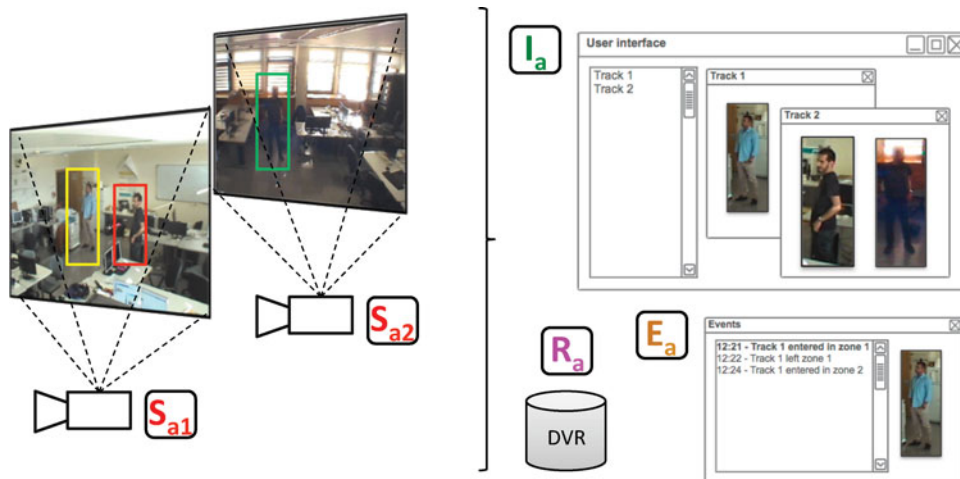 Sa2
Sa1
Ia
User interface
Track 1
Track 2
Track 1
Track 2
Ra
DVR
Ea
Events
12:21 - Track 1 entered in zone 1
12:22 - Track 1 left zone 1
12:24 - Track 1 entered in zone 2